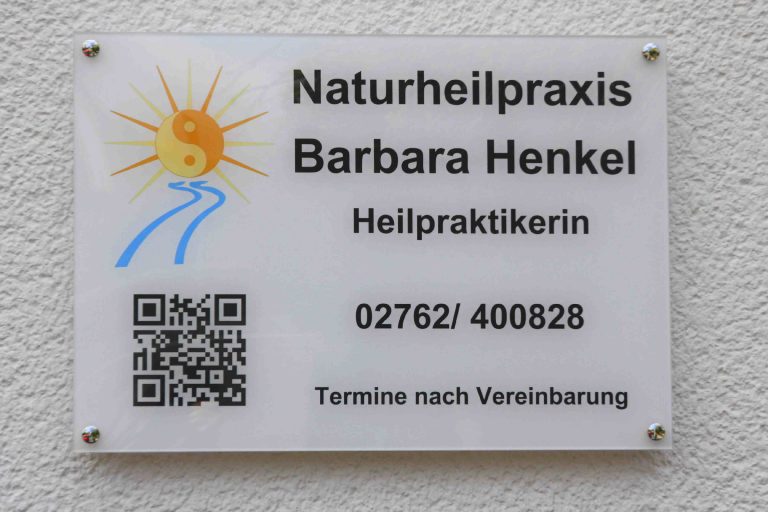 Naturheilpraxis
Barbara Henkel
Heilpraktikerin
02762/ 400828
Termine nach Vereinbarung